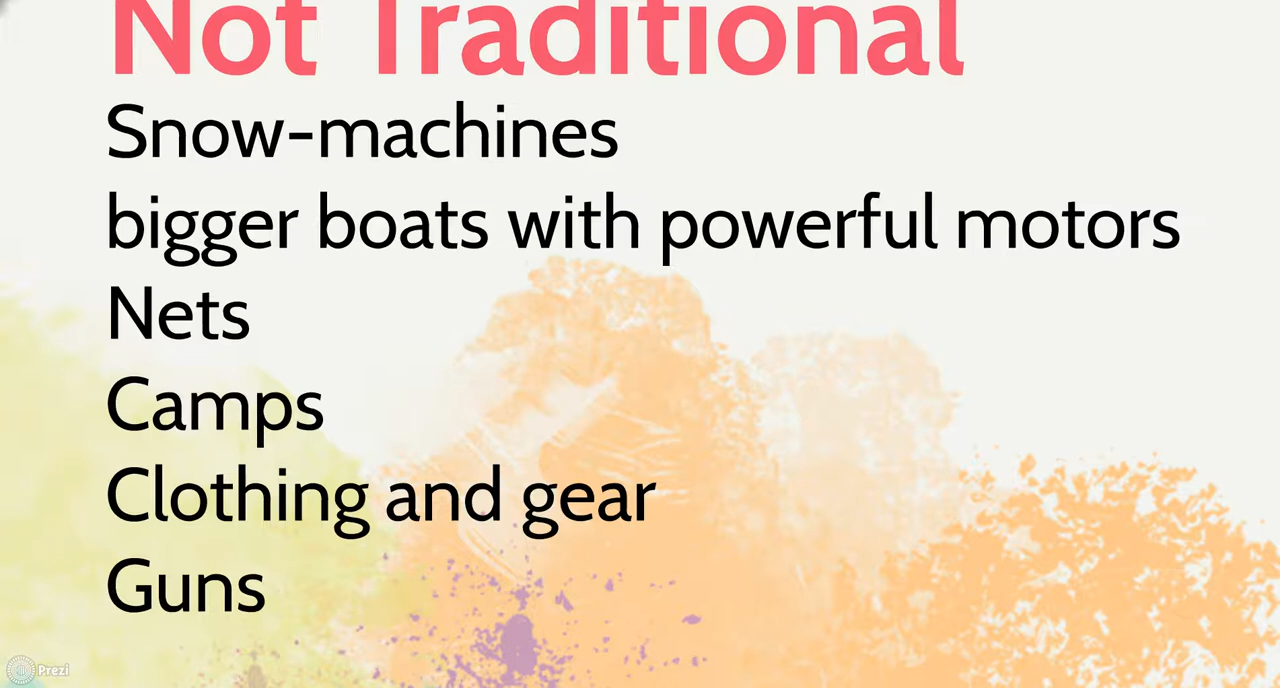 Not Traditional
Snow-machines
bigger boats with powerful motors
Nets
Camps
Clothing and gear
Guns
Prezi